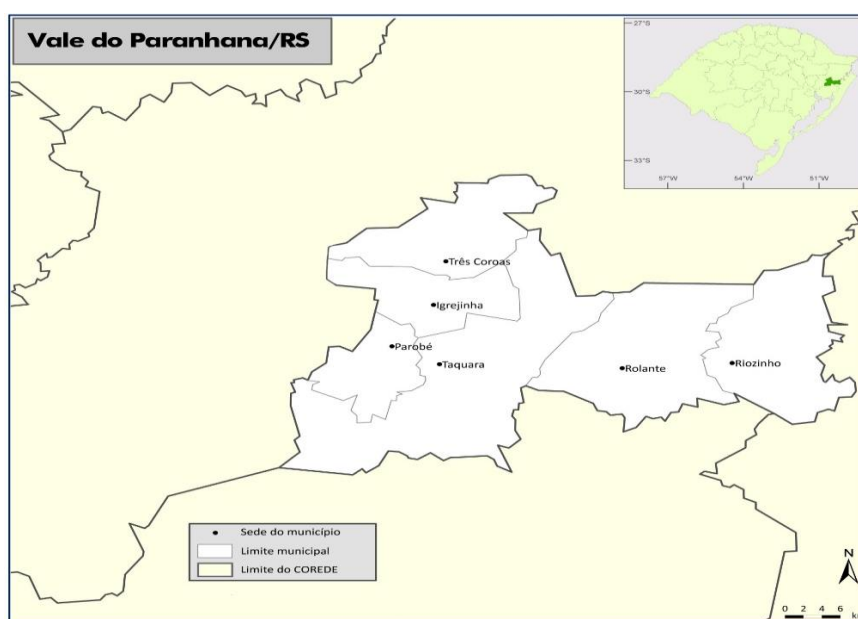 Vale do Paranhana/RS
27°S
30°S
33°S
57°W 54°W 51°W
Três Coroas
Igrejinha
Parobé
Taquara
Rolante
Riozinho
Sede do município
Limite municipal
Limite do COREDE
N
0 2 4 6